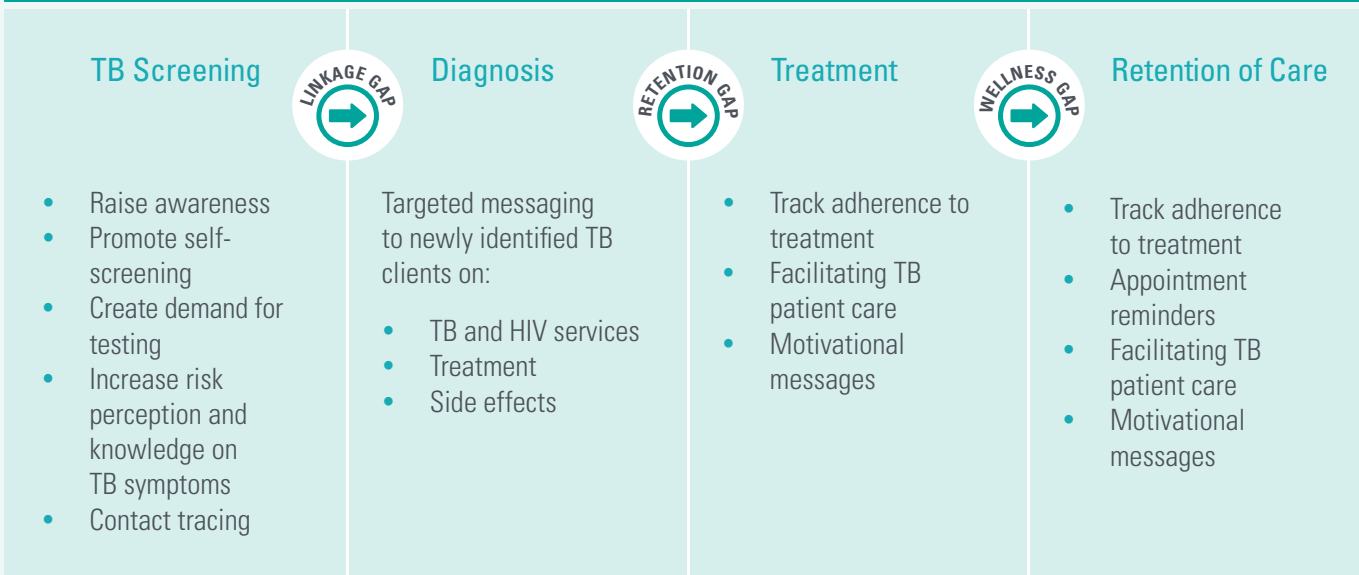 TB Screening
LINKAGE GAP
Diagnosis
RETENTION GAP
Treatment
WELLNESS GAP
Retention of Care
• Raise awareness
• Promote self-
screening
• Create demand for
testing
• Increase risk
perception and
knowledge on
TB symptoms
• Contact tracing
Targeted messaging
to newly identified TB
clients on:
• TB and HIV services
• Treatment
• Side effects
• Track adherence to
treatment
• Facilitating TB
patient care
• Motivational
messages
• Track adherence
to treatment
• Appointment
reminders
• Facilitating TB
patient care
• Motivational
messages